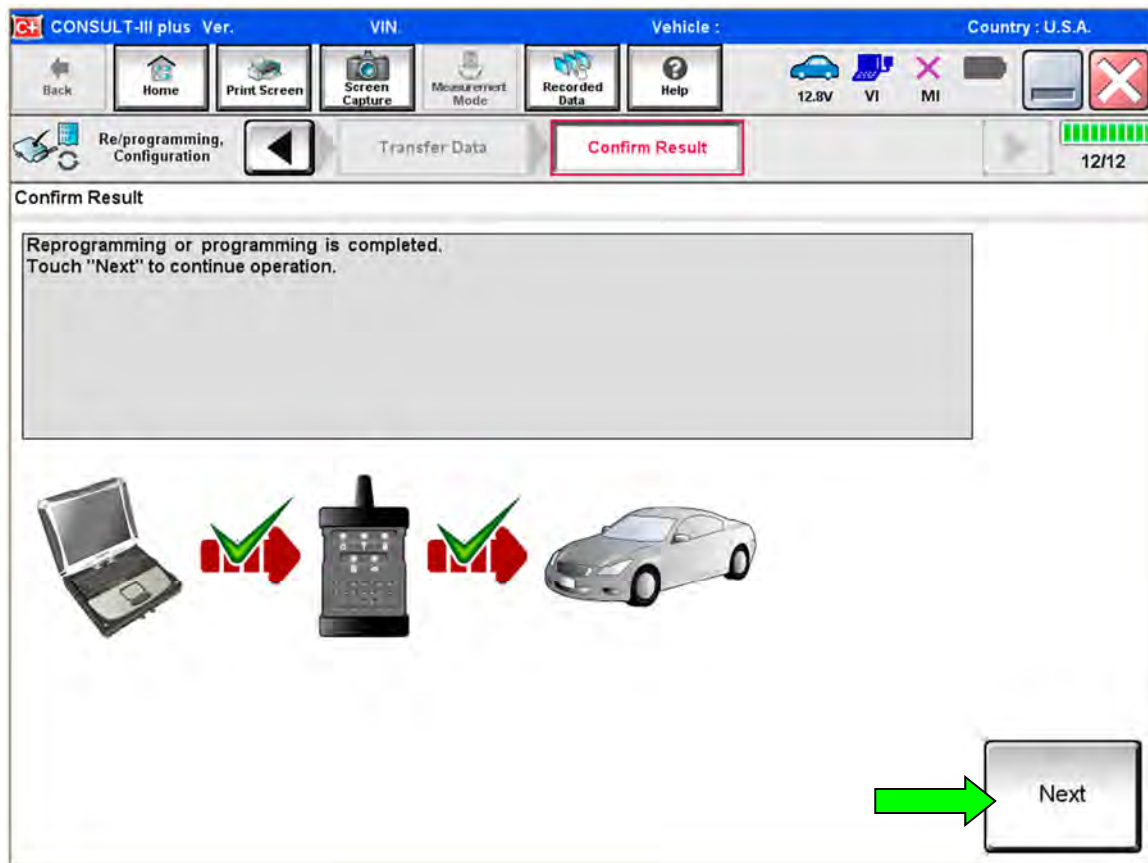 C+ CONSULT-III plus Ver. VIN Vehicle : Country : U.S.A.
Back Home Print Screen Screen Capture Measurement Mode Recorded Data Help 12.8V VI MI
Re/programming, Configuration Transfer Data Confirm Result 12/12
Confirm Result
Reprogramming or programming is completed.
Touch "Next" to continue operation.
Next